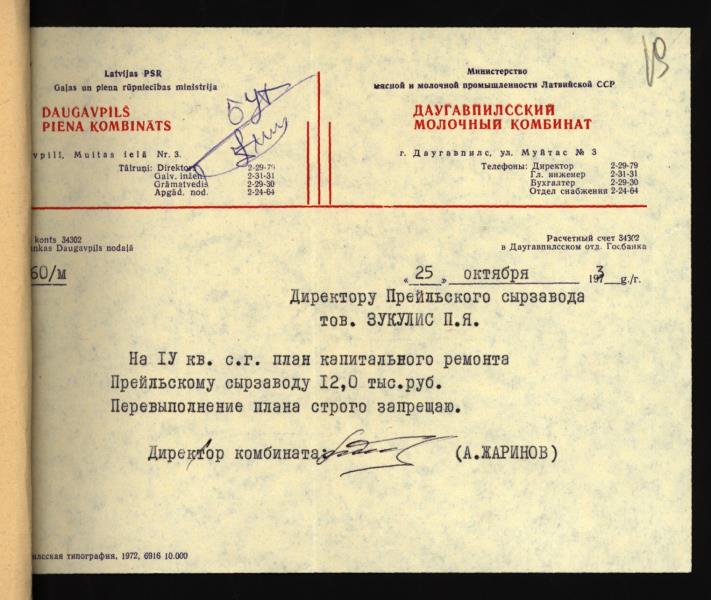 Latvijas PSR
Gaļas un piena rūpniecības ministrija
DAUGAVPILS
PIENA KOMBINĀTS
vpilī, Muitas ielā Nr. 3.
Tālruņi: Direktors 2-29-79
Galv. inžen. 2-31-31
Grāmatvedis 2-29-30
Apgād. nod. 2-24-64
konts 34302
ankas Daugavpils nodaļā
60/м
Министерство
мясной и молочной промышленности Латвийской ССР
ДАУГАВПИЛССКИЙ
МОЛОЧНЫЙ КОМБИНАТ
г. Даугавпилс, ул. Муйтас № 3
Телефоны: Директор 2-29-79
Гл. инженер 2-31-31
Бухгалтер 2-29-30
Отдел снабжения 2-24-64
Расчетный счет 34302
в Даугавпилсском отд. Госбанка
„25„ октября 1973 g./г.
Директору Прейльского сырзавода
тов. ЗУКУЛИС П.Я.
На IУ кв. с.г. план капитального ремонта
Прейльскому сырзаводу 12,0 тыс.руб.
Перевыполнение плана строго запрещаю.
Директор комбината: (А.ЖАРИНОВ)
илсская типография, 1972, 6916 10.000